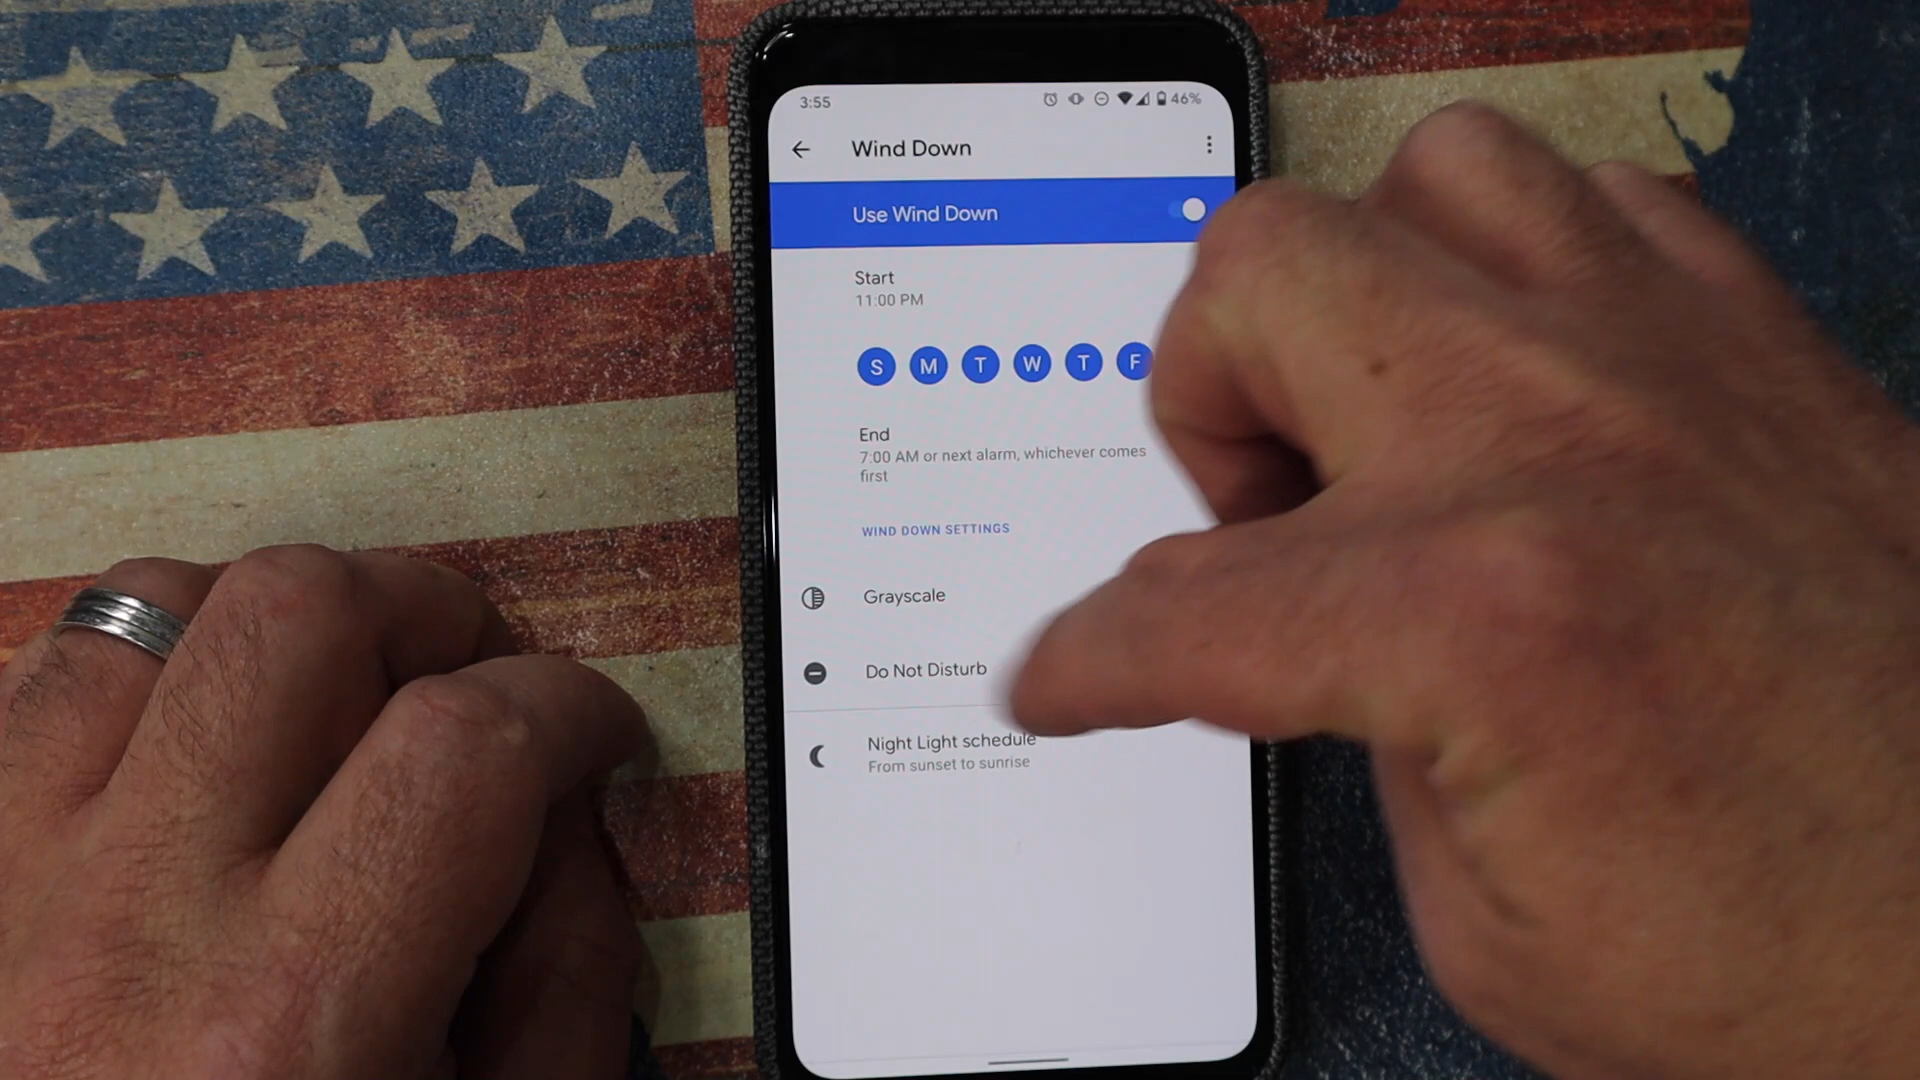 3:55
46%
Wind Down
Use Wind Down
Start
11:00 PM
S M T W T F
End
7:00 AM or next alarm, whichever comes
first
WIND DOWN SETTINGS
Grayscale
Do Not Disturb
Night Light schedule
From sunset to sunrise